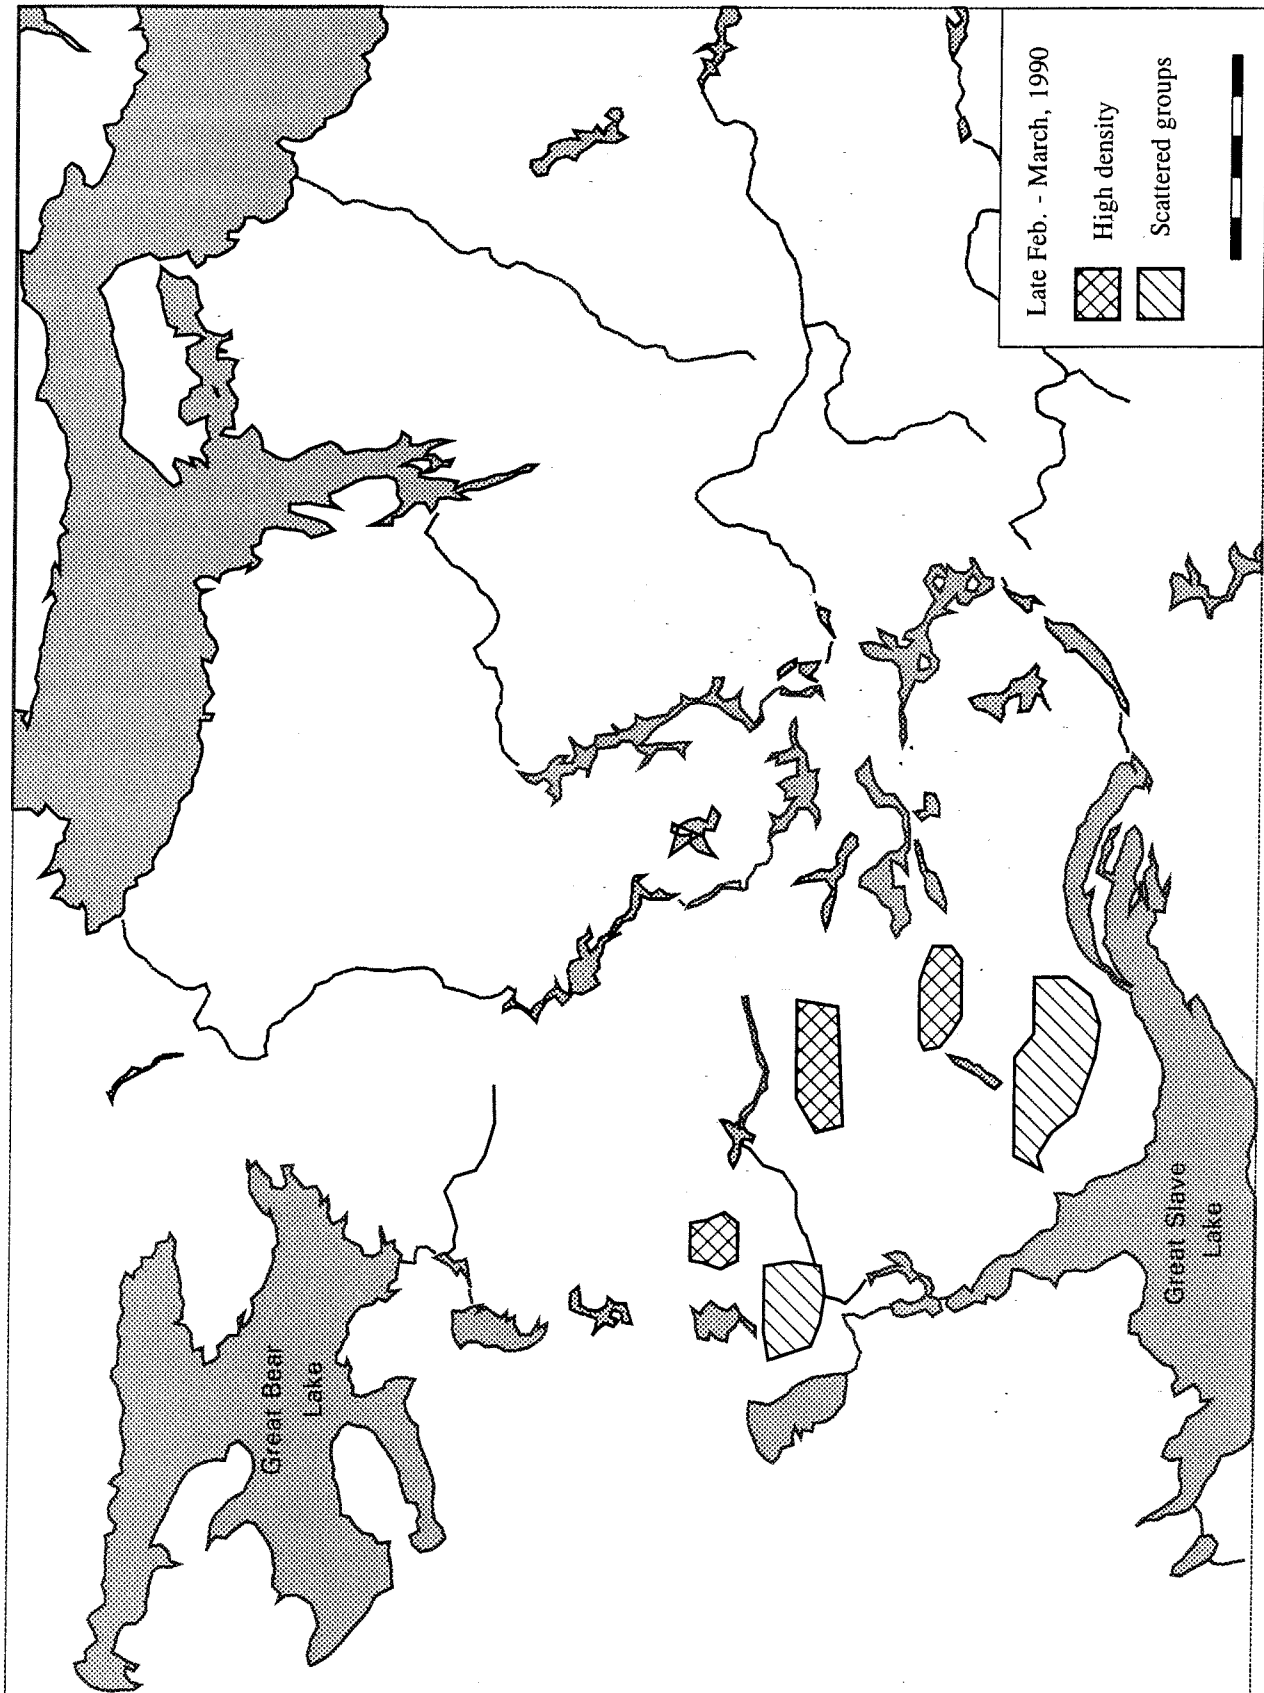 Great Bear
Lake
Great Slave
Lake
Late Feb. - March, 1990
High density
Scattered groups